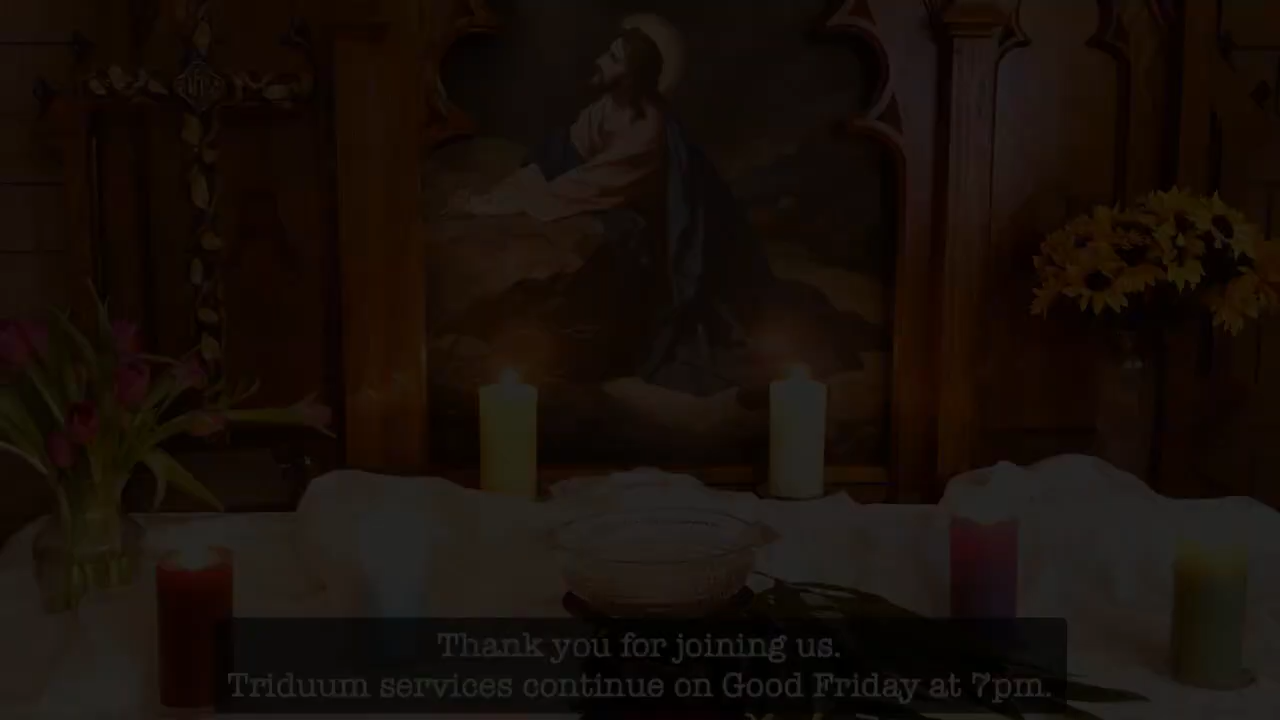 Thank you for joining us.
Triduum services continue on Good Friday at 7pm.